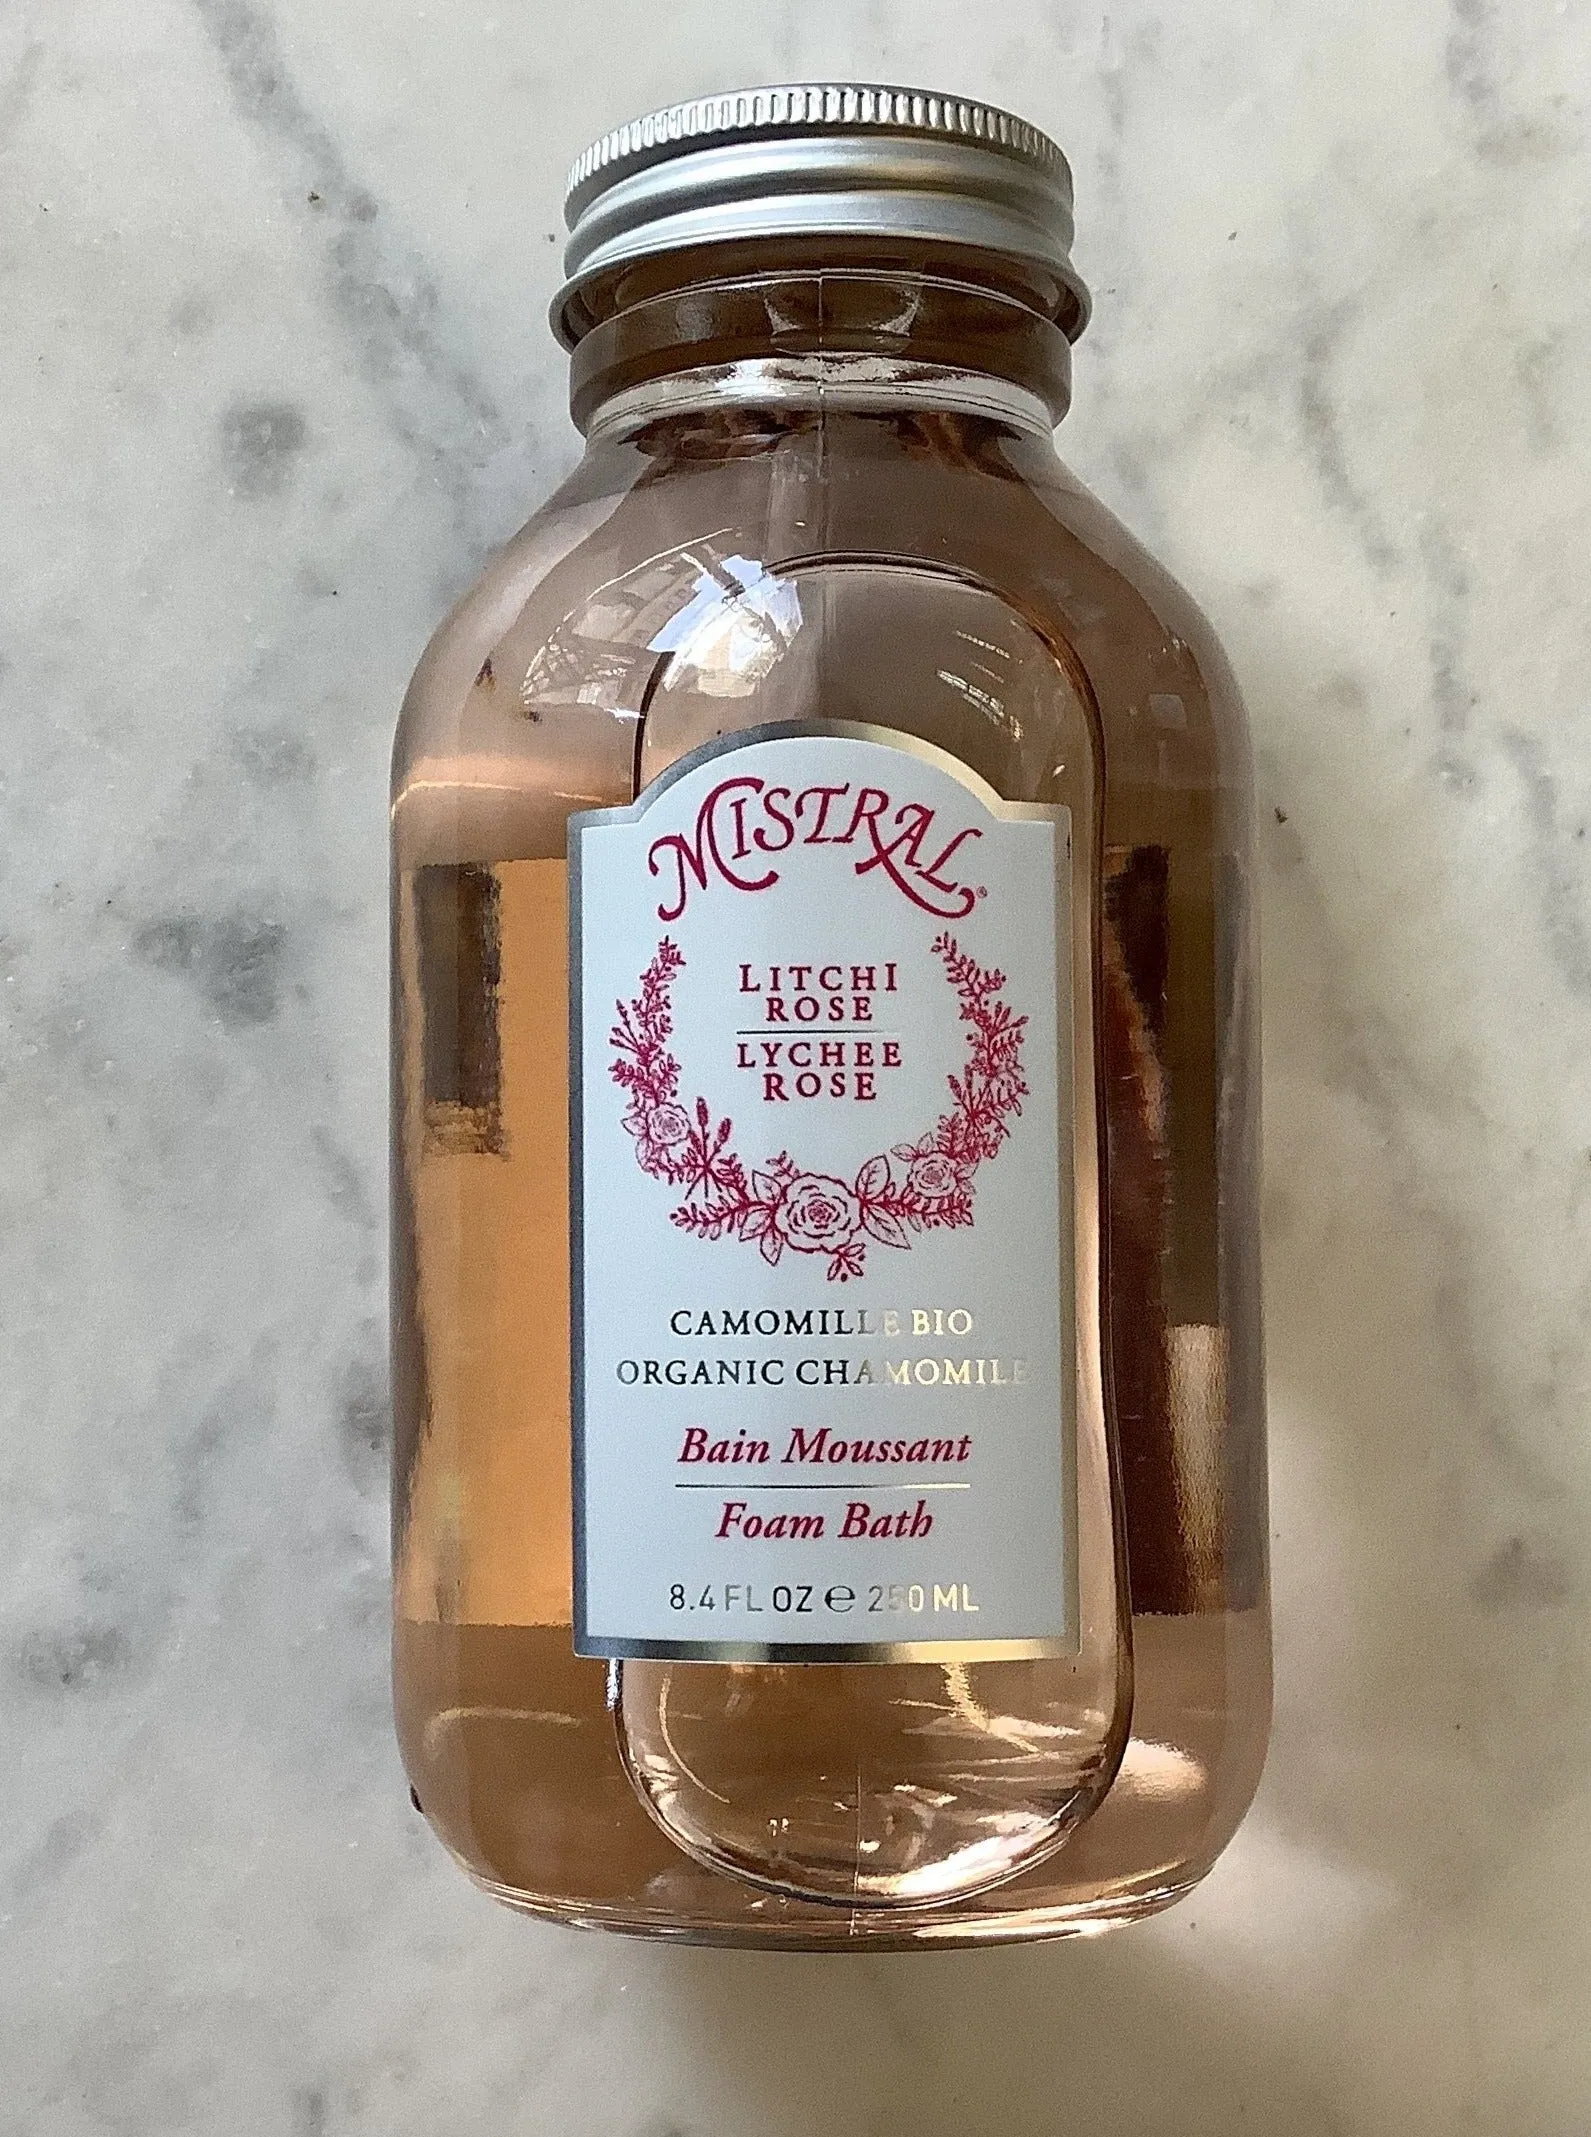 MISTRAL®
LITCHI
ROSE
LYCHEE
ROSE
CAMOMILLE BIO
ORGANIC CHAMOMILE
Bain Moussant
Foam Bath
8.4 FL OZ ℮ 250 ML